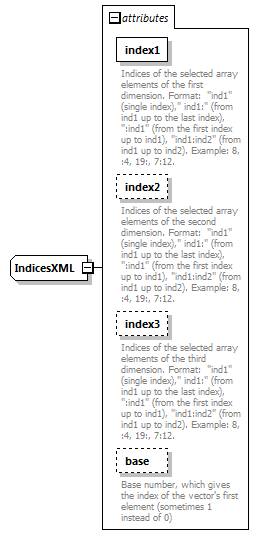 attributes
index1
Indices of the selected array
elements of the first
dimension. Format:  "ind1"
(single index)," ind1:" (from
ind1 up to the last index),
":ind1" (from the first index
up to ind1), "ind1:ind2" (from
ind1 up to ind2). Example: 8,
:4, 19:, 7:12.
index2
Indices of the selected array
elements of the second
dimension. Format:  "ind1"
(single index)," ind1:" (from
ind1 up to the last index),
":ind1" (from the first index
up to ind1), "ind1:ind2" (from
ind1 up to ind2). Example: 8,
:4, 19:, 7:12.
IndicesXML
index3
Indices of the selected array
elements of the third
dimension. Format:  "ind1"
(single index)," ind1:" (from
ind1 up to the last index),
":ind1" (from the first index
up to ind1), "ind1:ind2" (from
ind1 up to ind2). Example: 8,
:4, 19:, 7:12.
base
Base number, which gives
the index of the vector's first
element (sometimes 1
instead of 0)